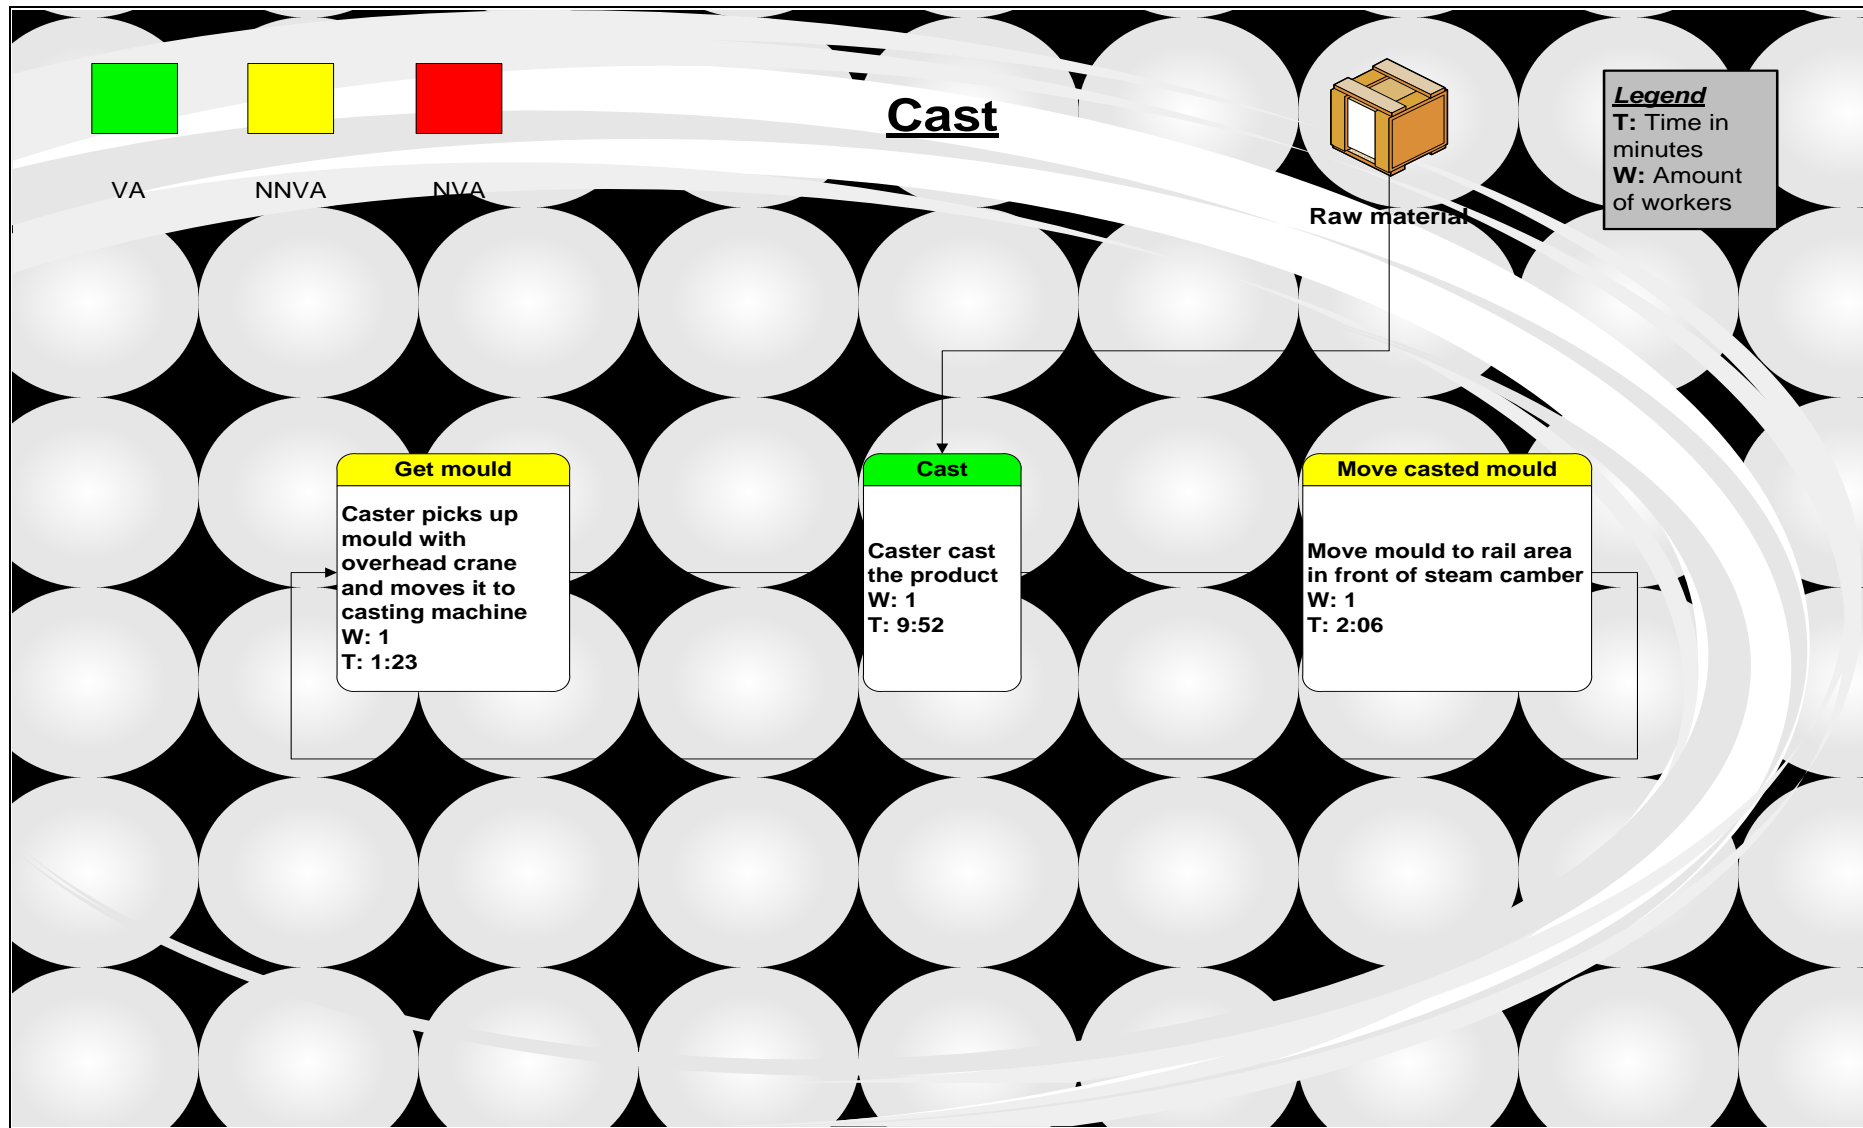 Cast
VA
NNVA
NVA
Raw material
Legend
T: Time in
minutes
W: Amount
of workers
Get mould
Caster picks up
mould with
overhead crane
and moves it to
casting machine
W: 1
T: 1:23
Cast
Caster cast
the product
W: 1
T: 9:52
Move casted mould
Move mould to rail area
in front of steam camber
W: 1
T: 2:06